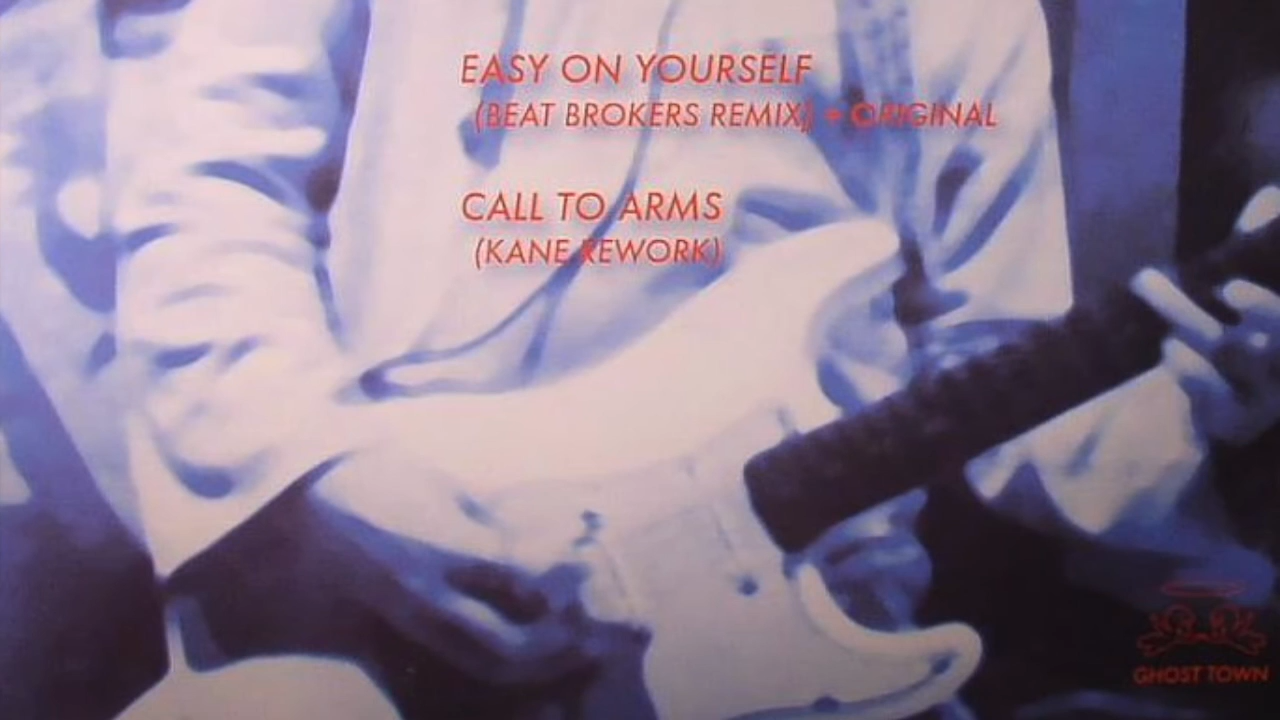 EASY ON YOURSELF
(BEAT BROKERS REMIX) + ORIGINAL
CALL TO ARMS
(KANE REWORK)
GHOST TOWN